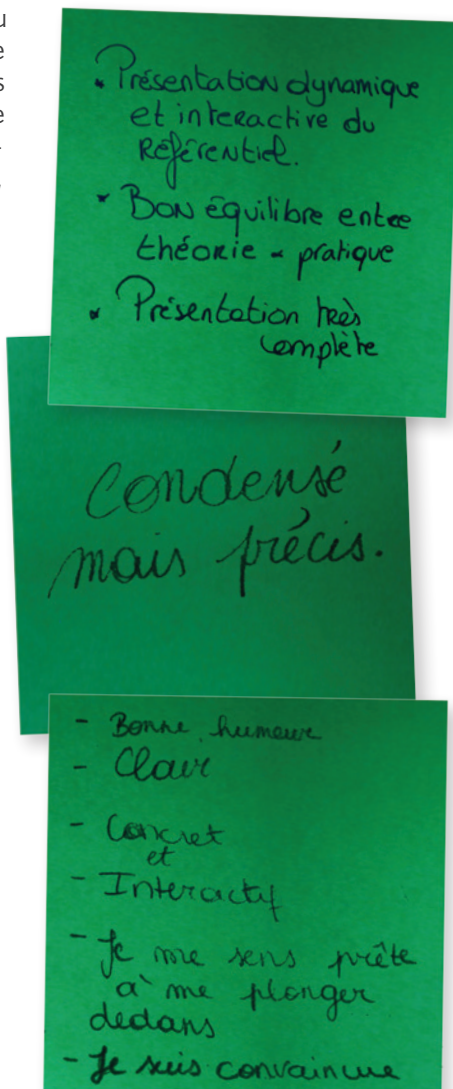 u
e
s
e
-
,
* Présentation dynamique
et interactive du
Référentiel.
* Bon équilibre entre
théorie - pratique
* Présentation très
complète
Condensé
mais précis.
- Bonne humeur
- Clair
- Concret
et
- Interactif
- Je me sens prête
à me plonger
dedans
- Je suis convaincue